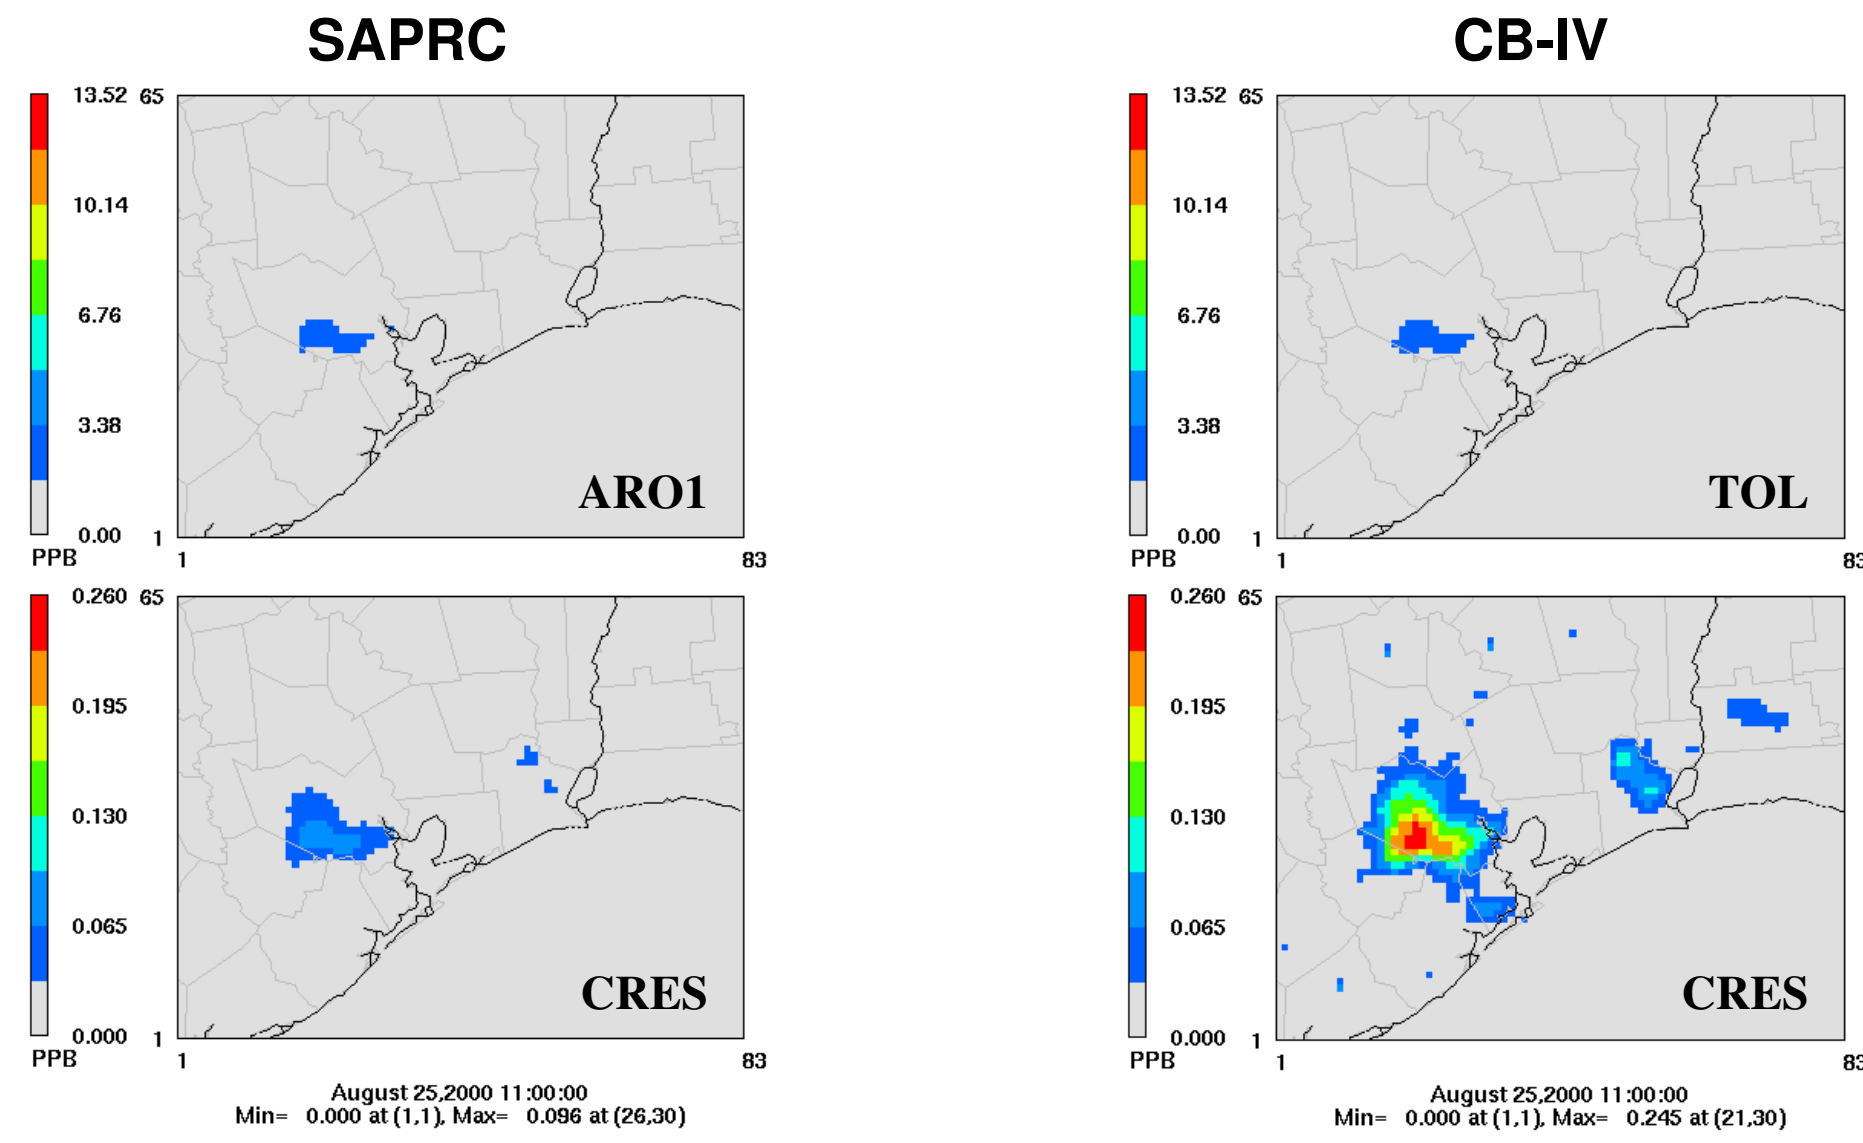 SAPRC
CB-IV
13.52
10.14
6.76
3.38
0.00
PPB
65
1
1
83
ARO1
13.52
10.14
6.76
3.38
0.00
PPB
65
1
1
83
TOL
0.260
0.195
0.130
0.065
0.000
PPB
65
1
1
83
CRES
August 25,2000 11:00:00
Min= 0.000 at (1,1), Max= 0.096 at (26,30)
0.260
0.195
0.130
0.065
0.000
PPB
65
1
1
83
CRES
August 25,2000 11:00:00
Min= 0.000 at (1,1), Max= 0.245 at (21,30)